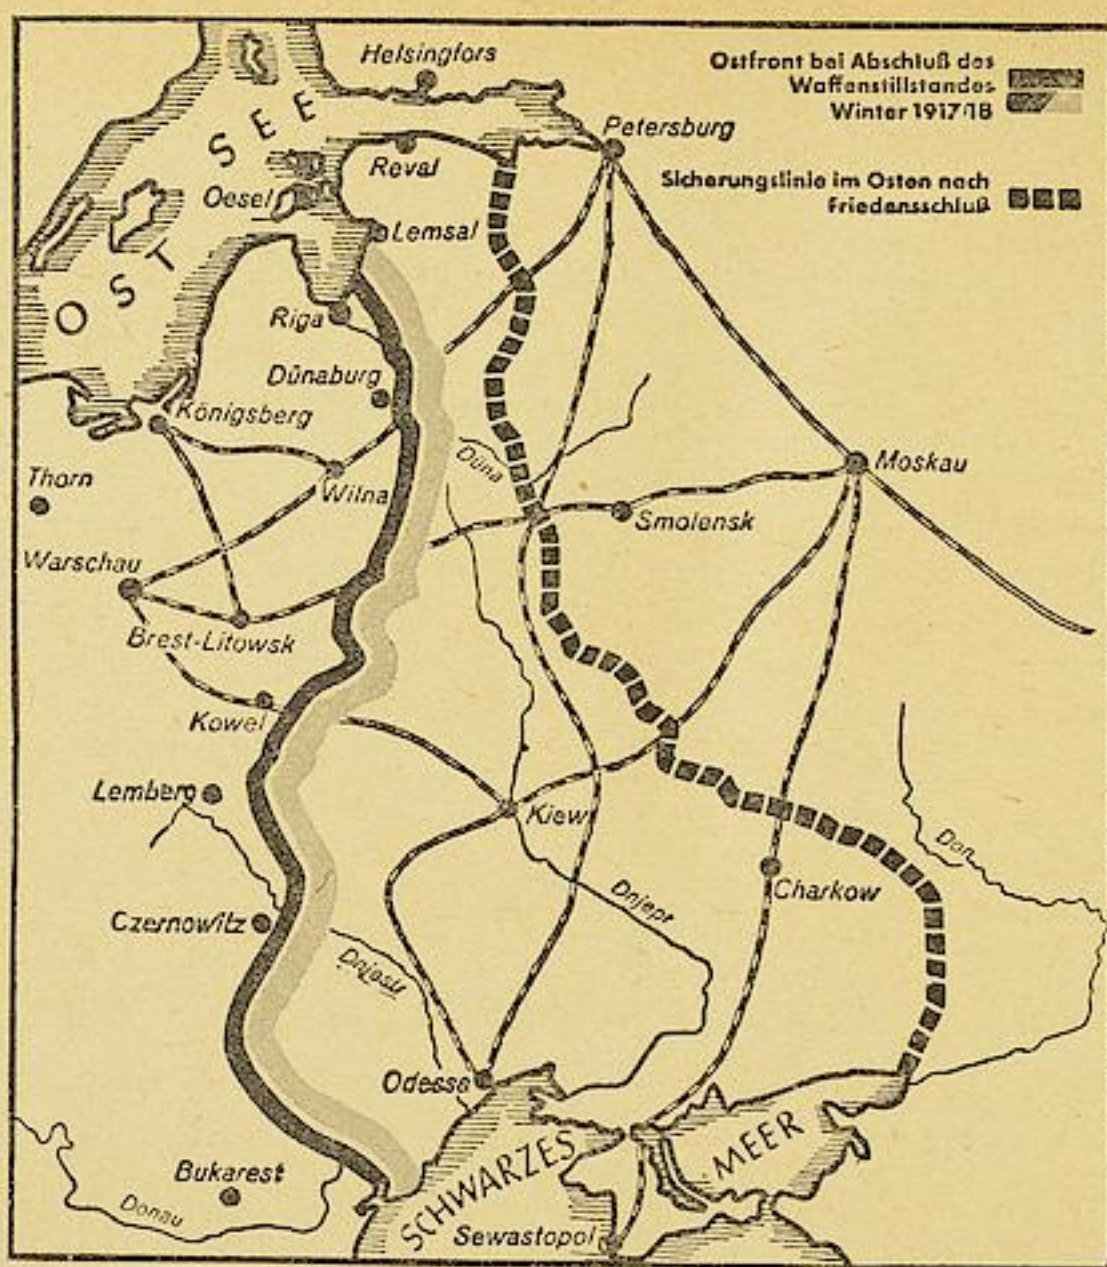 Helsingfors
Ostfront bei Abschluß des
Waffenstillstandes
Winter 1917/18
Petersburg
Reval
Sicherungslinie im Osten nach
Friedensschluß
OSTSEE
Oesel
Lemsal
Riga
Dünaburg
Königsberg
Düna
Moskau
Thorn
Wilna
Smolensk
Warschau
Brest-Litowsk
Kowel
Lemberg
Kiew
Don
Charkow
Dnjepr
Czernowitz
Dnjestr
Odessa
SCHWARZES MEER
Bukarest
Donau
Sewastopol